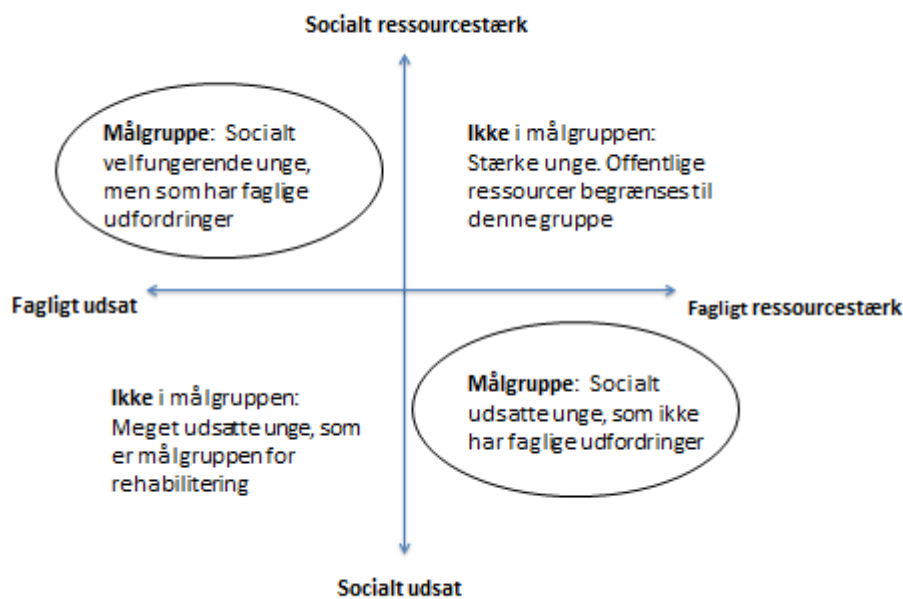 Socialt ressourcestærk
Målgruppe: Socialt
velfungerende unge,
men som har faglige
udfordringer
Ikke i målgruppen:
Stærke unge. Offentlige
ressourcer begrænses til
denne gruppe
Fagligt udsat
Fagligt ressourcestærk
Ikke i målgruppen:
Meget udsatte unge, som
er målgruppen for
rehabilitering
Målgruppe: Socialt
udsatte unge, som ikke
har faglige udfordringer
Socialt udsat